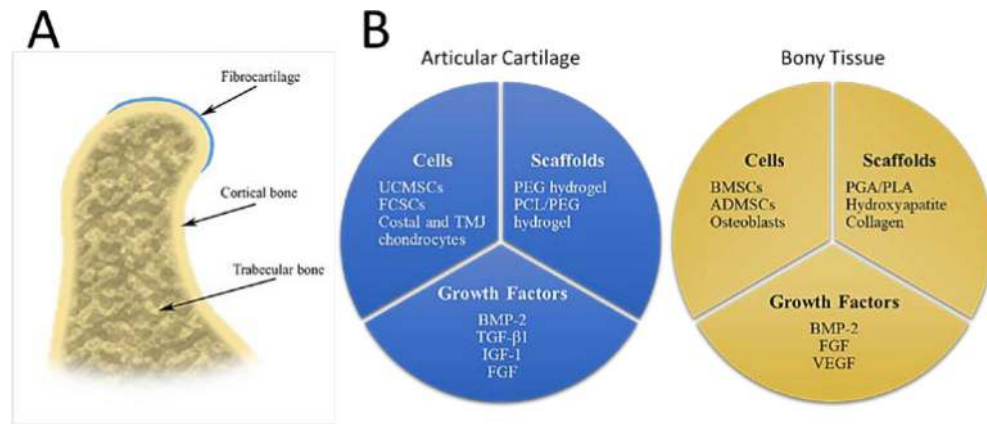 A
Fibrocartilage
Cortical bone
Trabecular bone
B
Articular Cartilage
Cells
UCMSCs
FCSCs
Costal and TMJ
chondrocytes
Scaffolds
PEG hydrogel
PCL/PEG
hydrogel
Growth Factors
BMP-2
TGF-β1
IGF-1
FGF
Bony Tissue
Cells
BMSCs
ADMSCs
Osteoblasts
Scaffolds
PGA/PLA
Hydroxyapatite
Collagen
Growth Factors
BMP-2
FGF
VEGF